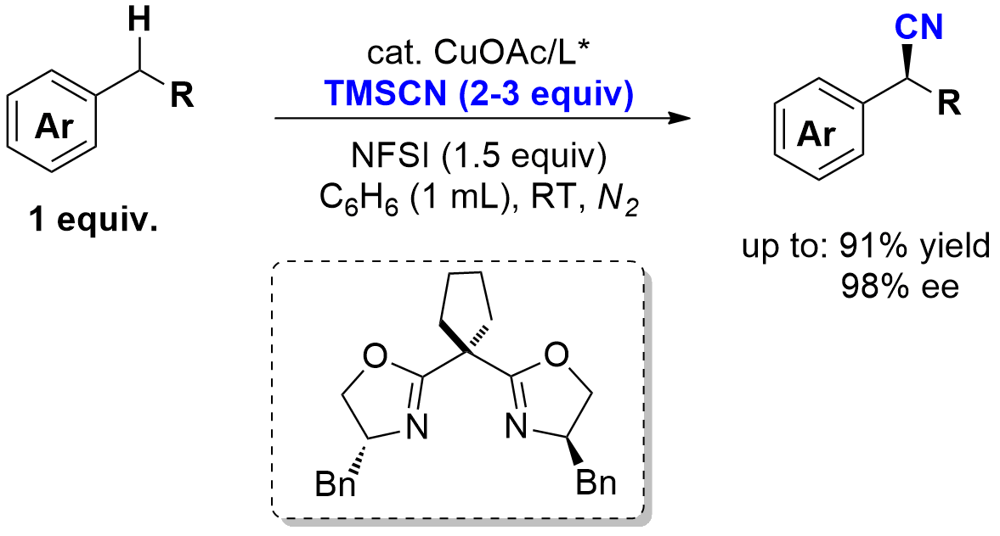 H
R
Ar
1 equiv.
cat. CuOAc/L*
TMSCN (2-3 equiv)
NFSI (1.5 equiv)
C₆H₆ (1 mL), RT, N₂
CN
R
Ar
up to: 91% yield
98% ee
O
O
N
N
Bn
Bn